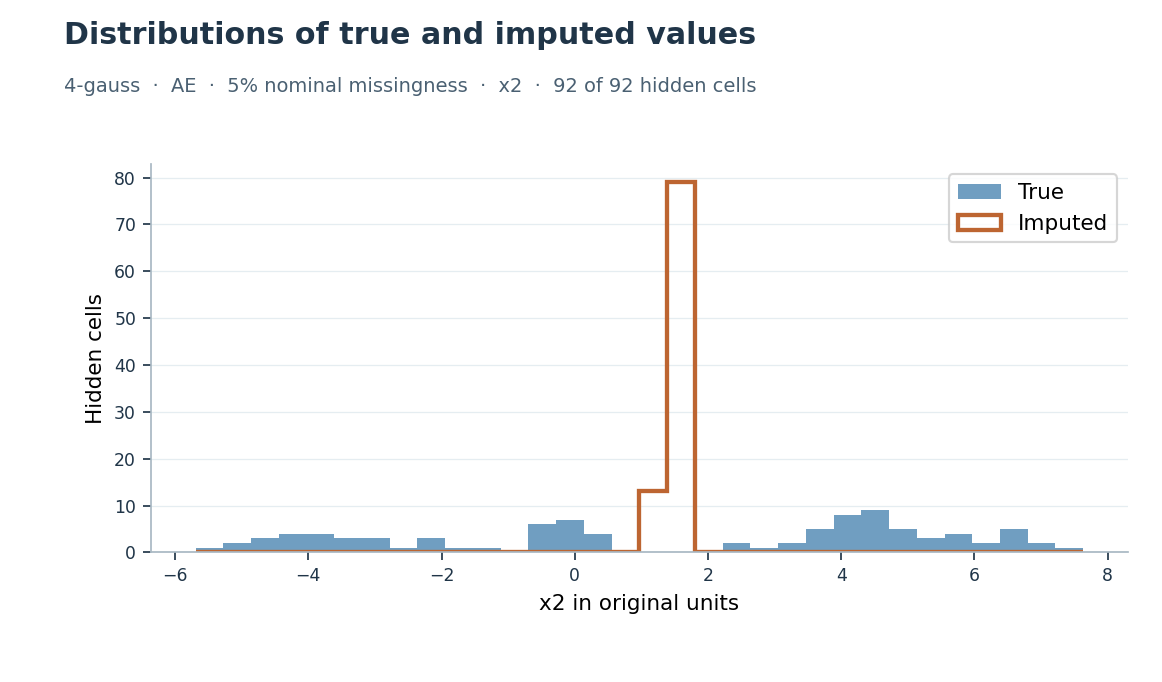 Distributions of true and imputed values
4-gauss · AE · 5% nominal missingness · x2 · 92 of 92 hidden cells
80
70
60
50
40
30
20
10
0
Hidden cells
True
Imputed
−6 −4 −2 0 2 4 6 8
x2 in original units